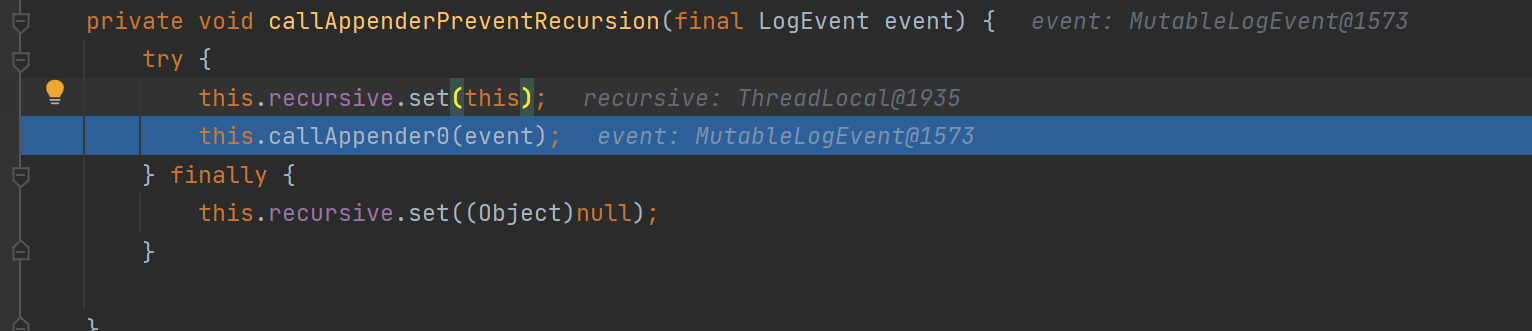 private void callAppenderPreventRecursion(final LogEvent event) {   event: MutableLogEvent@1573
    try {
        this.recursive.set(this);   recursive: ThreadLocal@1935
        this.callAppender0(event);   event: MutableLogEvent@1573
    } finally {
        this.recursive.set((Object)null);
    }
}